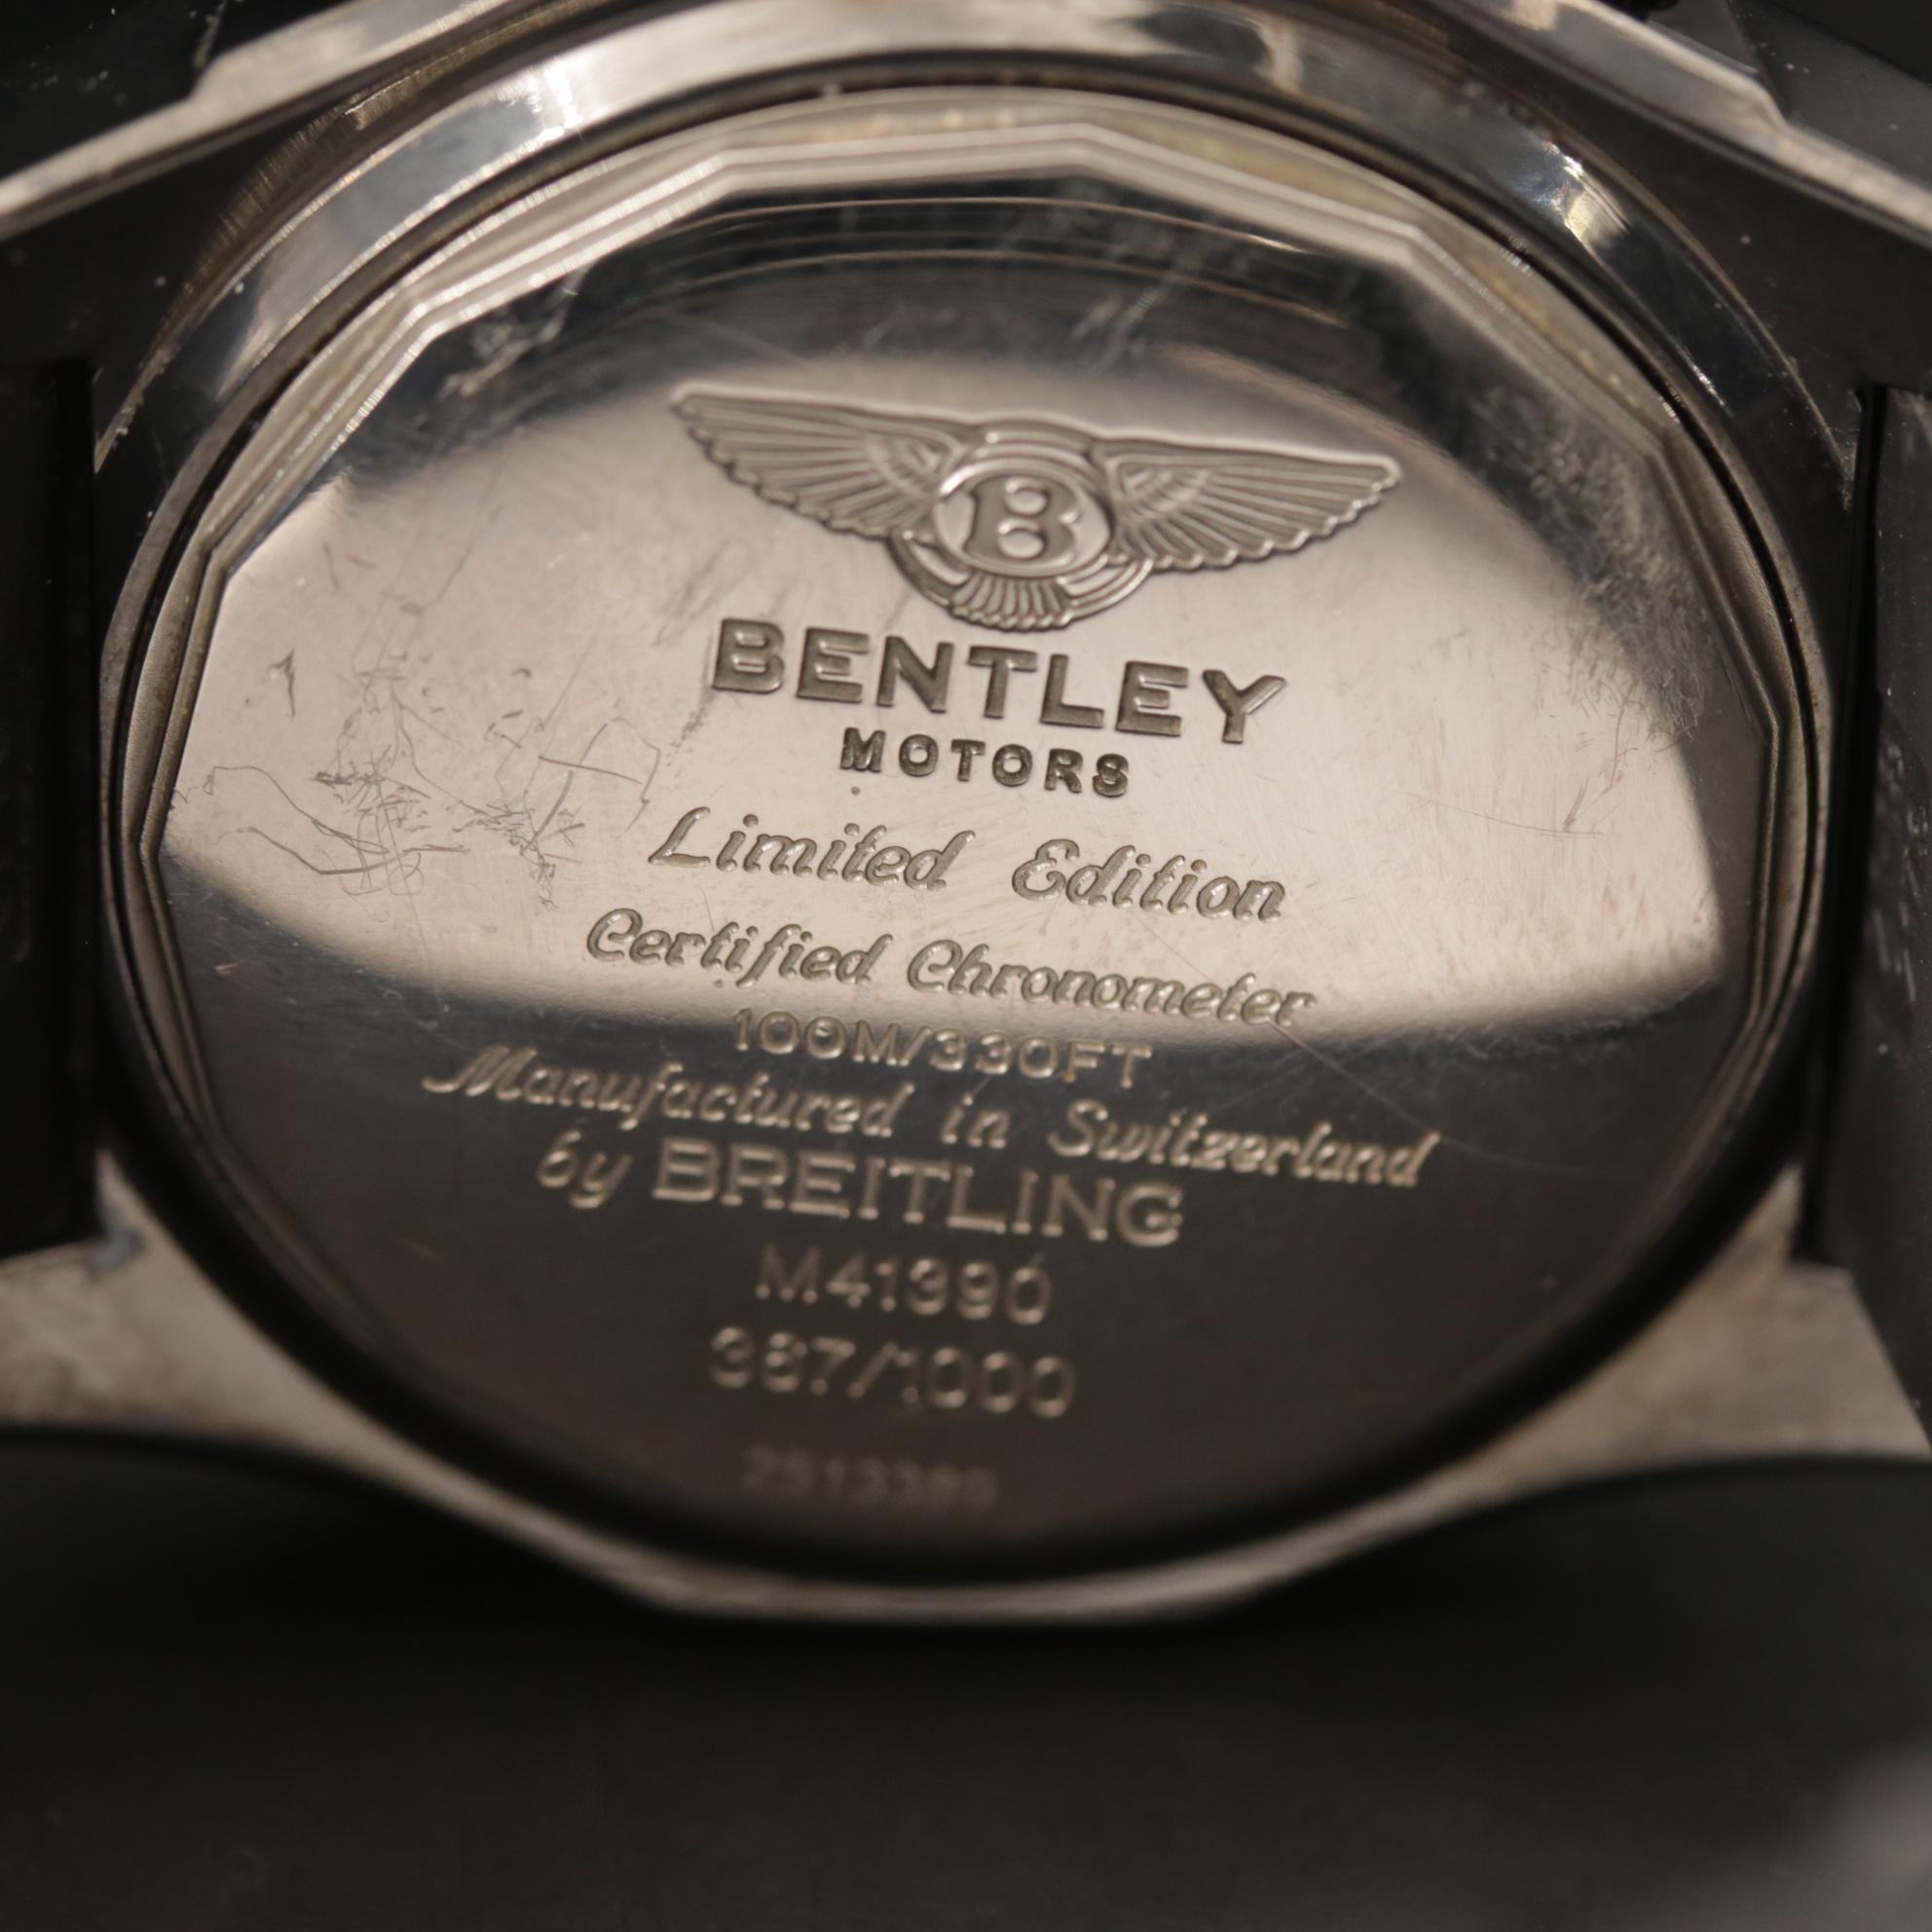 B
BENTLEY
MOTORS
Limited Edition
Certified Chronometer
100M/330FT
Manufactured in Switzerland
by BREITLING
M41390
387/1000